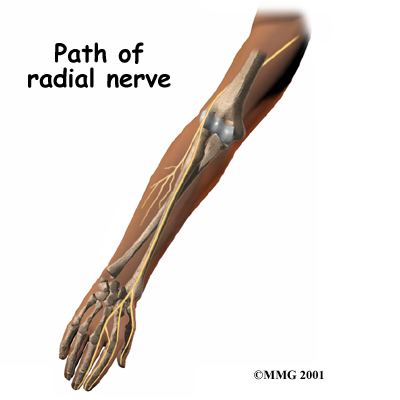 Path of
radial nerve
©MMG 2001